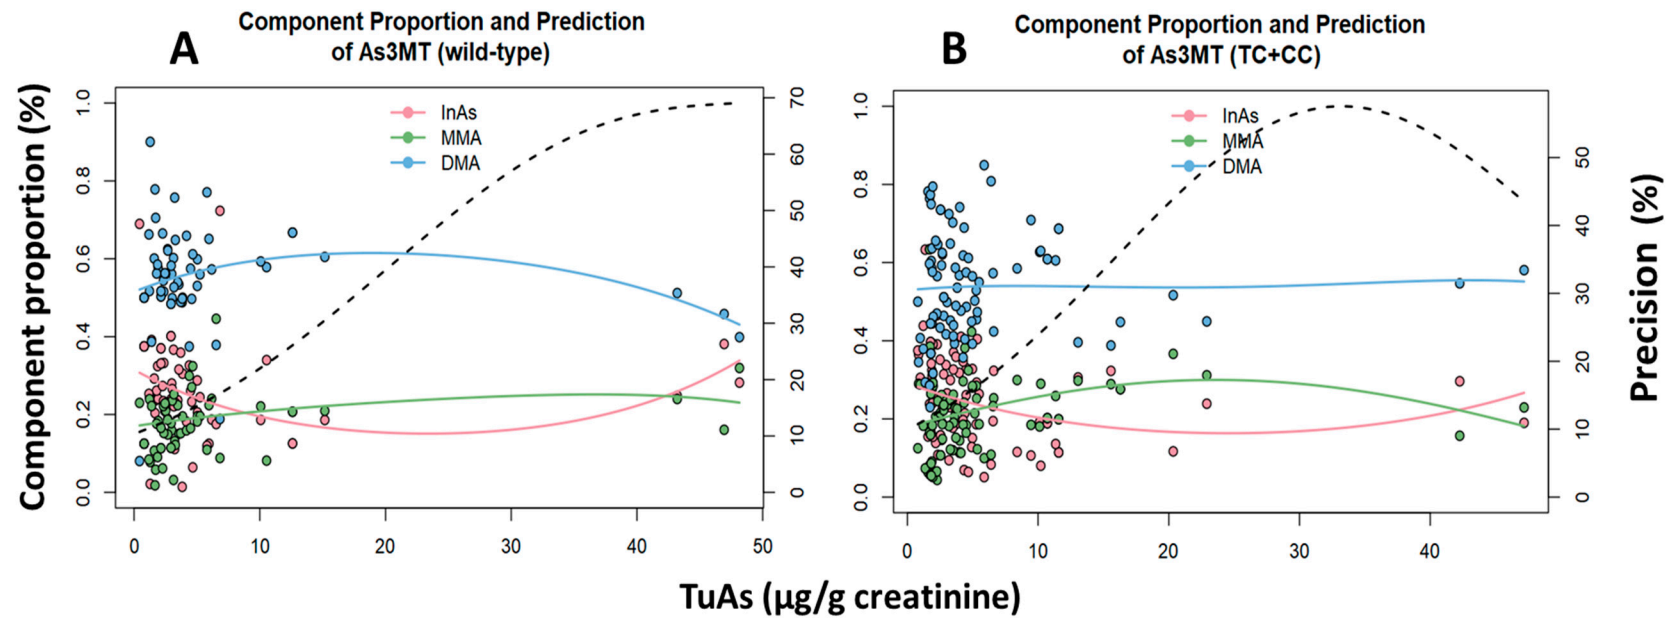 A
Component Proportion and Prediction
of As3MT (wild-type)
B
Component Proportion and Prediction
of As3MT (TC+CC)
Component proportion (%)
1.0
0.8
0.6
0.4
0.2
0.0
InAs
MMA
DMA
70
60
50
40
30
20
10
0
0 10 20 30 40 50
1.0
0.8
0.6
0.4
0.2
0.0
InAs
MMA
DMA
50
40
30
20
10
0
0 10 20 30 40
Precision (%)
TuAs (µg/g creatinine)